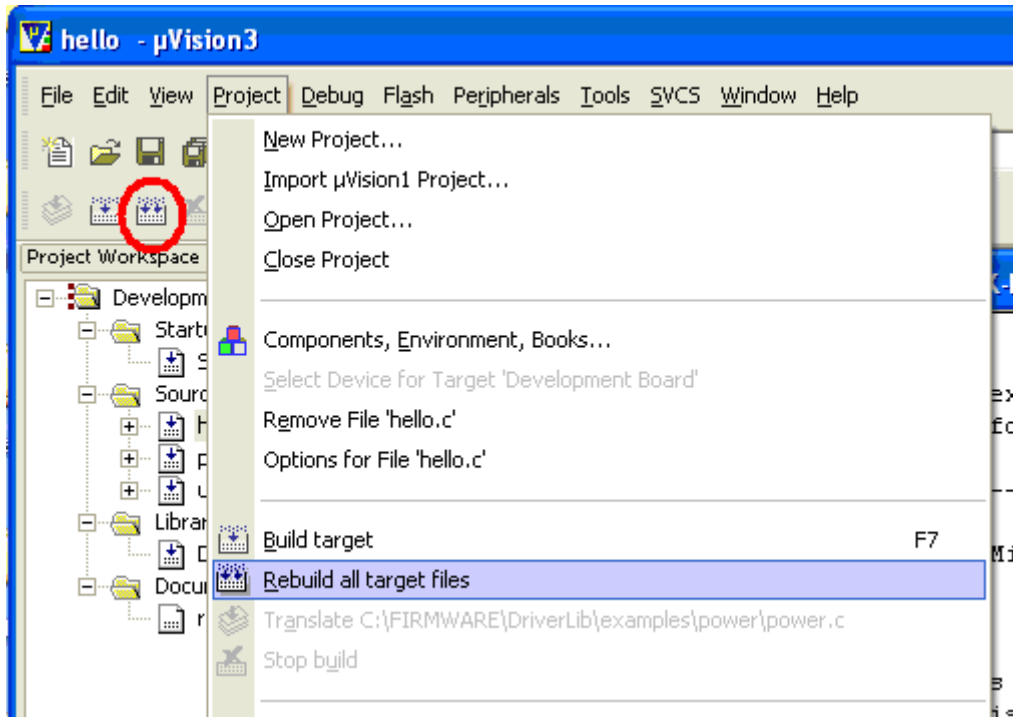 hello - µVision3
File Edit View Project Debug Flash Peripherals Tools SVCS Window Help
New Project...
Import µVision1 Project...
Open Project...
Close Project
Project Workspace
Components, Environment, Books...
Select Device for Target 'Development Board'
Remove File 'hello.c'
Options for File 'hello.c'
Build target F7
Rebuild all target files
Translate C:\FIRMWARE\DriverLib\examples\power\power.c
Stop build